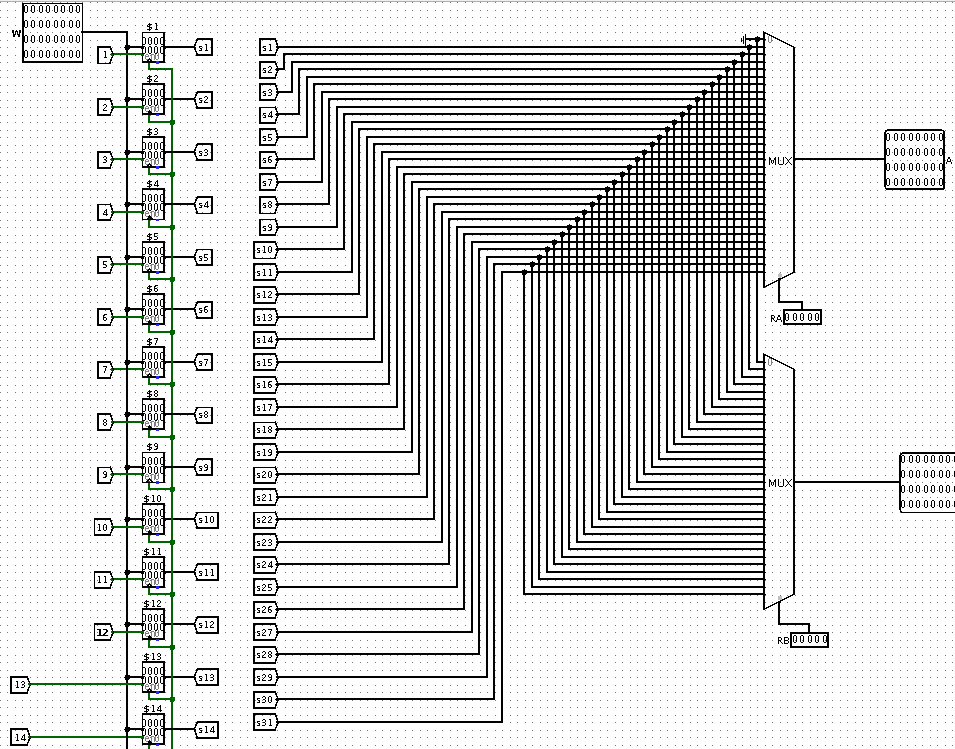 W
00000000
00000000
00000000
00000000
$1
1 s1
$2
2 s2
$3
3 s3
$4
4 s4
$5
5 s5
$6
6 s6
$7
7 s7
$8
8 s8
$9
9 s9
$10
10 s10
$11
11 s11
$12
12 s12
$13
13 s13
$14
14 s14
s1
s2
s3
s4
s5
s6
s7
s8
s9
s10
s11
s12
s13
s14
s15
s16
s17
s18
s19
s20
s21
s22
s23
s24
s25
s26
s27
s28
s29
s30
s31
0
MUX
RA 00000
00000000
00000000
00000000
00000000
A
0
MUX
RB 00000
00000000
00000000
00000000
00000000